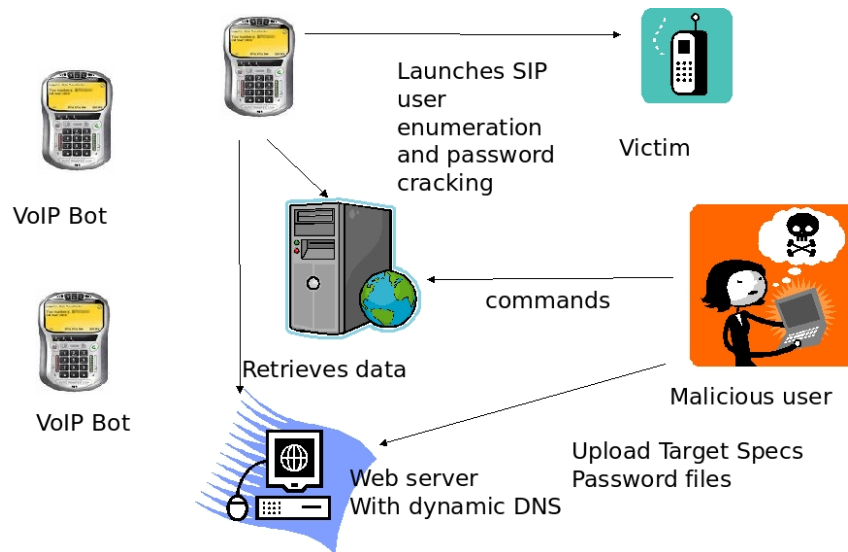 Launches SIP
user
enumeration
and password
cracking
Victim
VoIP Bot
commands
Retrieves data
Malicious user
VoIP Bot
Upload Target Specs
Password files
Web server
With dynamic DNS